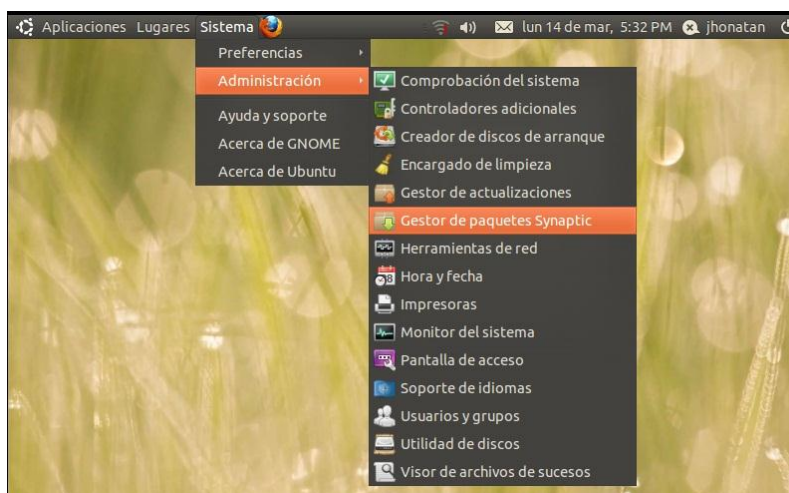 Aplicaciones Lugares Sistema lun 14 de mar, 5:32 PM jhonatan
Preferencias
Administración
Ayuda y soporte
Acerca de GNOME
Acerca de Ubuntu
Comprobación del sistema
Controladores adicionales
Creador de discos de arranque
Encargado de limpieza
Gestor de actualizaciones
Gestor de paquetes Synaptic
Herramientas de red
Hora y fecha
Impresoras
Monitor del sistema
Pantalla de acceso
Soporte de idiomas
Usuarios y grupos
Utilidad de discos
Visor de archivos de sucesos